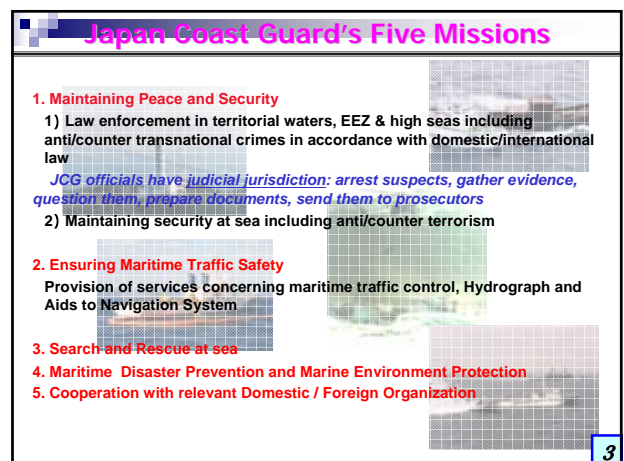 Japan Coast Guard's Five Missions
1. Maintaining Peace and Security
1) Law enforcement in territorial waters, EEZ & high seas including
anti/counter transnational crimes in accordance with domestic/international
law
JCG officials have judicial jurisdiction: arrest suspects, gather evidence,
question them, prepare documents, send them to prosecutors
2) Maintaining security at sea including anti/counter terrorism
2. Ensuring Maritime Traffic Safety
Provision of services concerning maritime traffic control, Hydrograph and
Aids to Navigation System
3. Search and Rescue at sea
4. Maritime Disaster Prevention and Marine Environment Protection
5. Cooperation with relevant Domestic / Foreign Organization
3